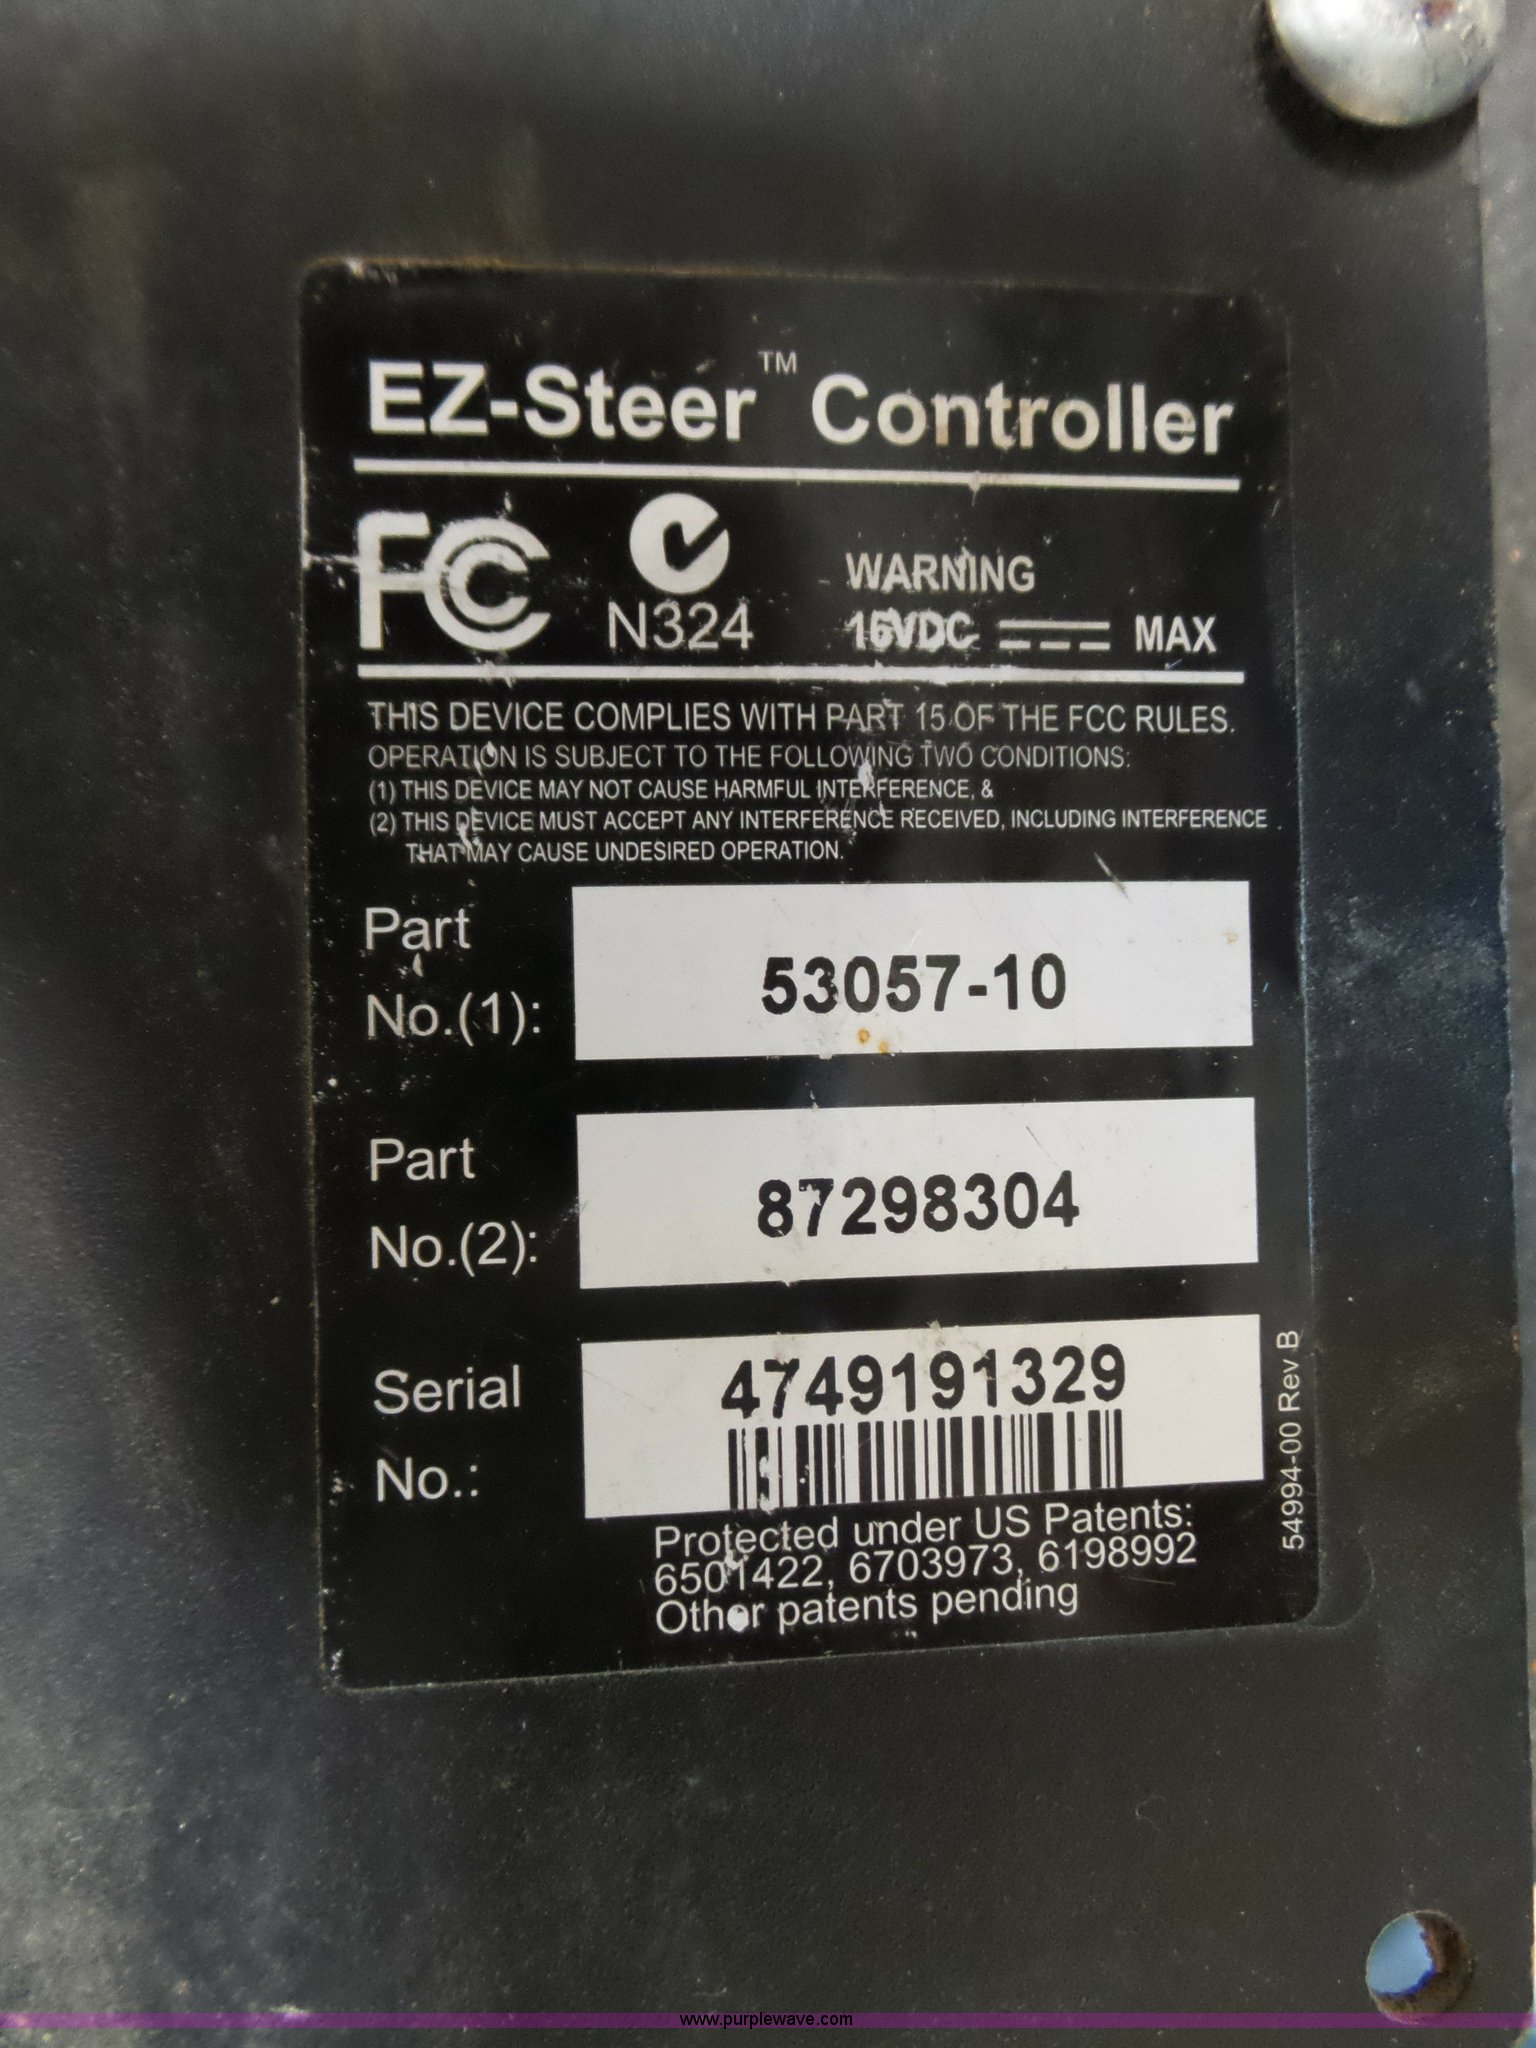 EZ-Steer™ Controller
FC
N324
WARNING
16VDC MAX
THIS DEVICE COMPLIES WITH PART 15 OF THE FCC RULES.
OPERATION IS SUBJECT TO THE FOLLOWING TWO CONDITIONS:
(1) THIS DEVICE MAY NOT CAUSE HARMFUL INTERFERENCE, &
(2) THIS DEVICE MUST ACCEPT ANY INTERFERENCE RECEIVED, INCLUDING INTERFERENCE
THAT MAY CAUSE UNDESIRED OPERATION.
Part
No.(1):
53057-10
Part
No.(2):
87298304
Serial
No.:
4749191329
Protected under US Patents:
6501422, 6703973, 6198992
Other patents pending
54994-00 Rev B
www.purplewave.com